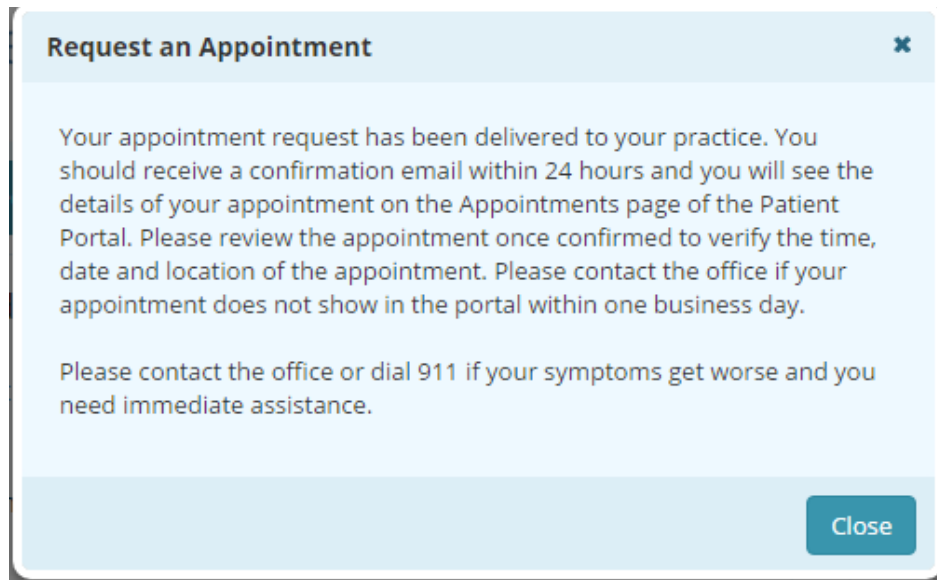 Request an Appointment
Your appointment request has been delivered to your practice. You
should receive a confirmation email within 24 hours and you will see the
details of your appointment on the Appointments page of the Patient
Portal. Please review the appointment once confirmed to verify the time,
date and location of the appointment. Please contact the office if your
appointment does not show in the portal within one business day.
Please contact the office or dial 911 if your symptoms get worse and you
need immediate assistance.
Close